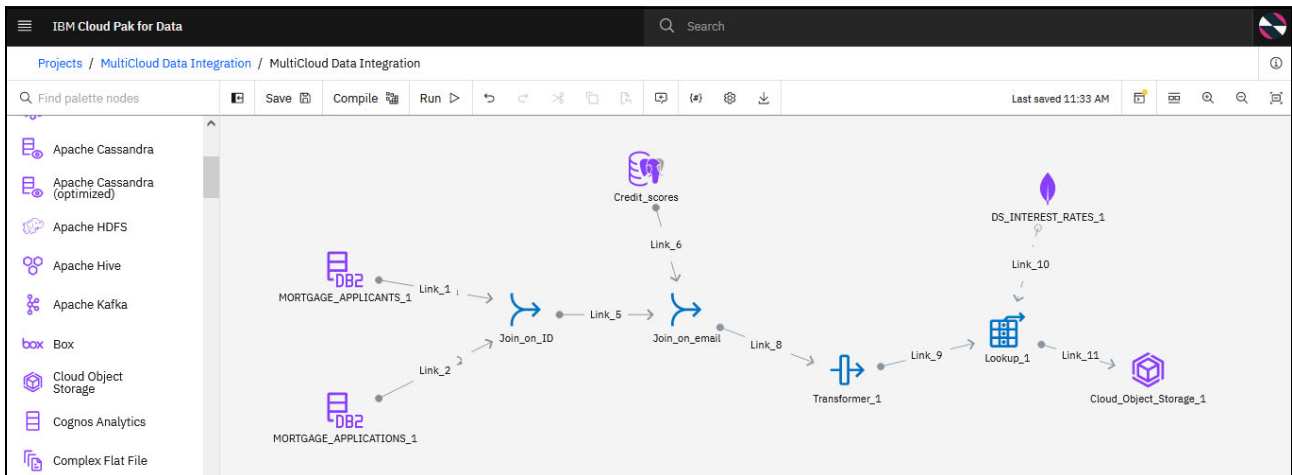 IBM Cloud Pak for Data
Search
Projects / MultiCloud Data Integration / MultiCloud Data Integration
Find palette nodes
Save
Compile
Run
{#}
Last saved 11:33 AM
Apache Cassandra
Apache Cassandra
(optimized)
Apache HDFS
Apache Hive
Apache Kafka
box Box
Cloud Object
Storage
Cognos Analytics
Complex Flat File
Credit_scores
DS_INTEREST_RATES_1
Link_6
Link_10
DB2
MORTGAGE_APPLICANTS_1
Link_1
Link_5
Join_on_ID
Join_on_email
Link_8
Link_9
Lookup_1
Link_11
Link_2
Transformer_1
Cloud_Object_Storage_1
DB2
MORTGAGE_APPLICATIONS_1